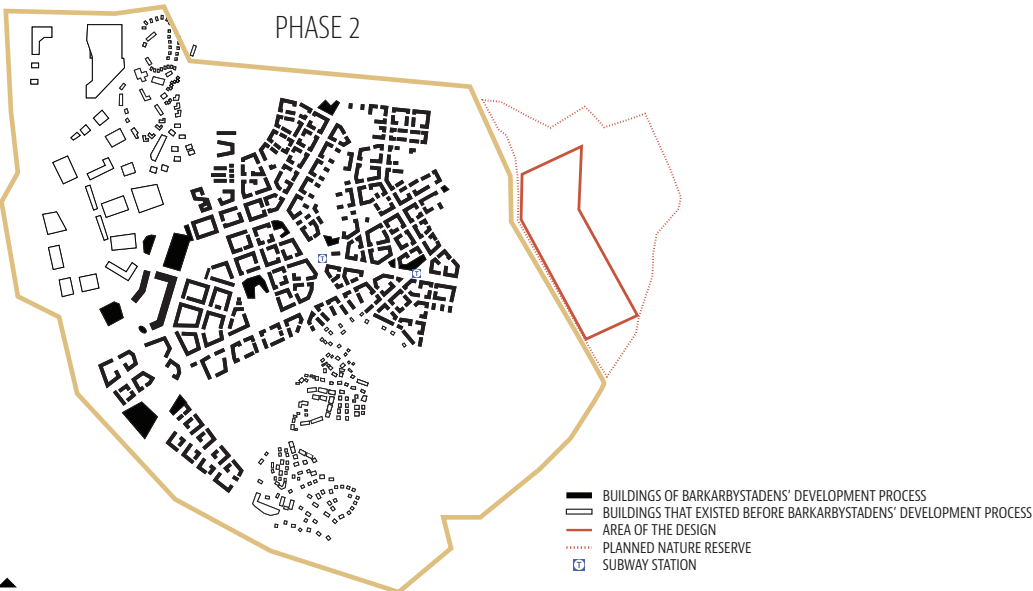 PHASE 2
T
T
BUILDINGS OF BARKARBYSTADENS' DEVELOPMENT PROCESS
BUILDINGS THAT EXISTED BEFORE BARKARBYSTADENS' DEVELOPMENT PROCESS
AREA OF THE DESIGN
PLANNED NATURE RESERVE
T
SUBWAY STATION